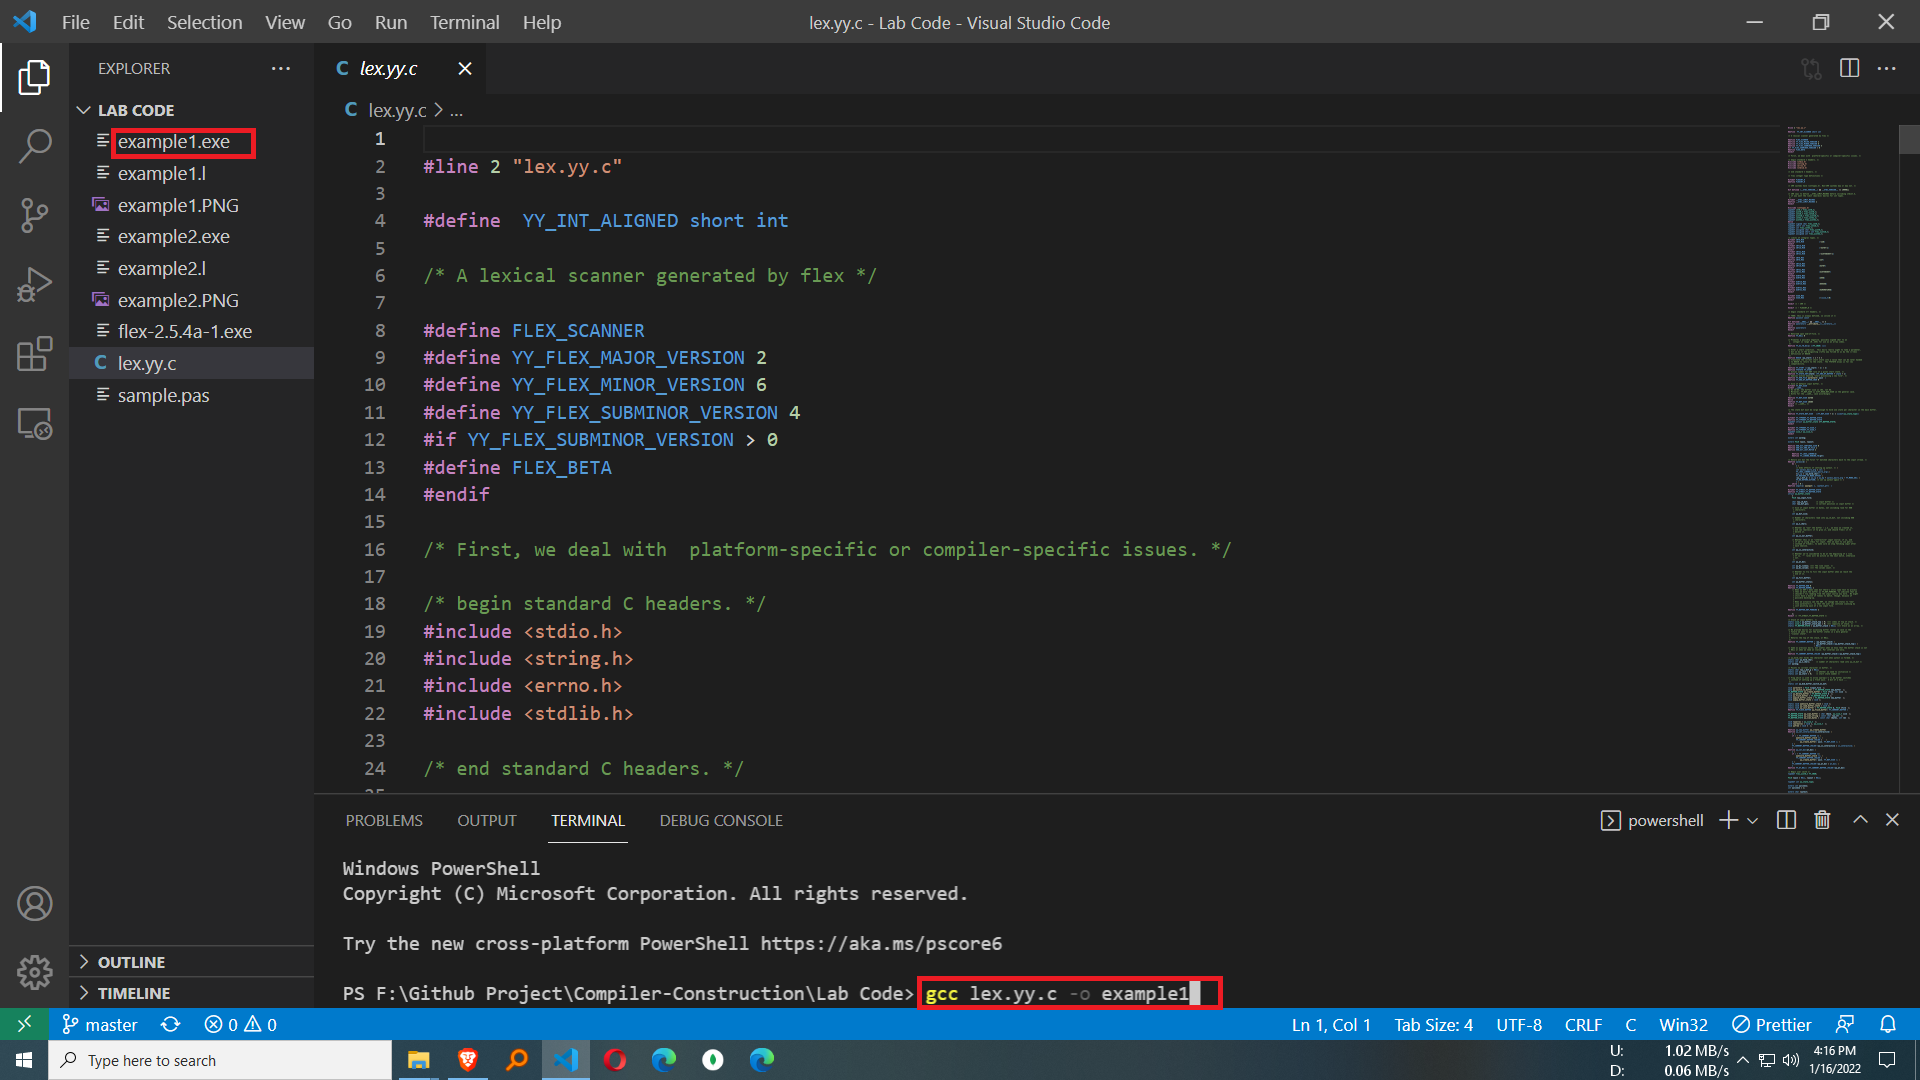 File Edit Selection View Go Run Terminal Help
lex.yy.c - Lab Code - Visual Studio Code
EXPLORER
LAB CODE
example1.exe
example1.l
example1.PNG
example2.exe
example2.l
example2.PNG
flex-2.5.4a-1.exe
C lex.yy.c
sample.pas
OUTLINE
TIMELINE
C lex.yy.c
C lex.yy.c > ...
1
2 #line 2 "lex.yy.c"
3
4 #define  YY_INT_ALIGNED short int
5
6 /* A lexical scanner generated by flex */
7
8 #define FLEX_SCANNER
9 #define YY_FLEX_MAJOR_VERSION 2
10 #define YY_FLEX_MINOR_VERSION 6
11 #define YY_FLEX_SUBMINOR_VERSION 4
12 #if YY_FLEX_SUBMINOR_VERSION > 0
13 #define FLEX_BETA
14 #endif
15
16 /* First, we deal with  platform-specific or compiler-specific issues. */
17
18 /* begin standard C headers. */
19 #include <stdio.h>
20 #include <string.h>
21 #include <errno.h>
22 #include <stdlib.h>
23
24 /* end standard C headers. */
PROBLEMS OUTPUT TERMINAL DEBUG CONSOLE
powershell
Windows PowerShell
Copyright (C) Microsoft Corporation. All rights reserved.
Try the new cross-platform PowerShell https://aka.ms/pscore6
PS F:\Github Project\Compiler-Construction\Lab Code> gcc lex.yy.c -o example1
master 0 0
Ln 1, Col 1 Tab Size: 4 UTF-8 CRLF C Win32 Prettier
Type here to search
U: 1.02 MB/s
D: 0.06 MB/s
4:16 PM
1/16/2022